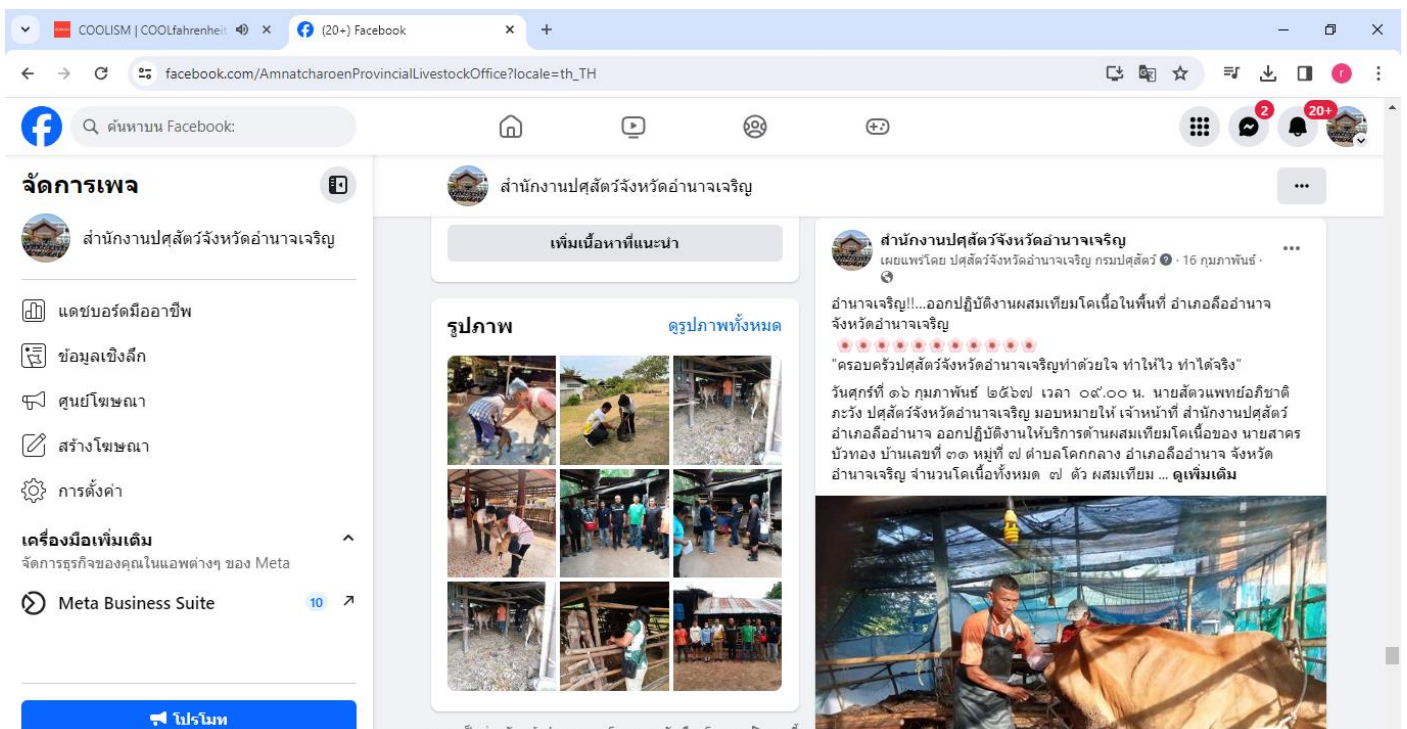 COOLISM | COOLfahrenheit
(20+) Facebook
facebook.com/AmnatcharoenProvincialLivestockOffice?locale=th_TH
r
ค้นหาบน Facebook:
2
20+
จัดการเพจ
สำนักงานปศุสัตว์จังหวัดอำนาจเจริญ
แดชบอร์ดมืออาชีพ
ข้อมูลเชิงลึก
ศูนย์โฆษณา
สร้างโฆษณา
การตั้งค่า
เครื่องมือเพิ่มเติม
จัดการธุรกิจของคุณในแอพต่างๆ ของ Meta
Meta Business Suite 10
โปรโมท
สำนักงานปศุสัตว์จังหวัดอำนาจเจริญ
เพิ่มเนื้อหาที่แนะนำ
รูปภาพ
ดูรูปภาพทั้งหมด
สำนักงานปศุสัตว์จังหวัดอำนาจเจริญ
เผยแพร่โดย ปศุสัตว์จังหวัดอำนาจเจริญ กรมปศุสัตว์ · 16 กุมภาพันธ์ ·
อำนาจเจริญ!!...ออกปฏิบัติงานผสมเทียมโคเนื้อในพื้นที่ อำเภอลืออำนาจ
จังหวัดอำนาจเจริญ
🌸🌸🌸🌸🌸🌸🌸🌸🌸🌸🌸
"ครอบครัวปศุสัตว์จังหวัดอำนาจเจริญทำด้วยใจ ทำให้ไว ทำได้จริง"
วันศุกร์ที่ ๑๖ กุมภาพันธ์ ๒๕๖๗ เวลา ๐๙.๐๐ น. นายสัตวแพทย์อภิชาติ
ภะวัง ปศุสัตว์จังหวัดอำนาจเจริญ มอบหมายให้ เจ้าหน้าที่ สำนักงานปศุสัตว์
อำเภอลืออำนาจ ออกปฏิบัติงานให้บริการด้านผสมเทียมโคเนื้อของ นายสาคร
บัวทอง บ้านเลขที่ ๓๑ หมู่ที่ ๗ ตำบลโคกกลาง อำเภอลืออำนาจ จังหวัด
อำนาจเจริญ จำนวนโคเนื้อทั้งหมด ๗ ตัว ผสมเทียม ... ดูเพิ่มเติม